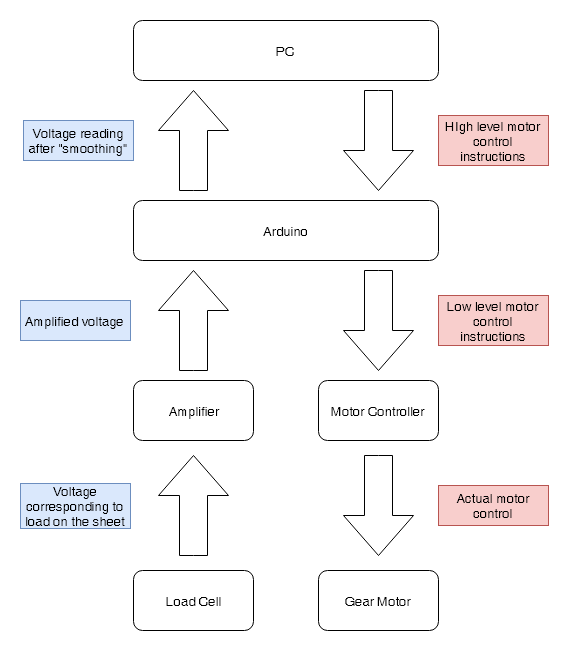 PC
Voltage reading
after "smoothing"
HIgh level motor
control
instructions
Arduino
Amplified voltage
Low level motor
control
instructions
Amplifier
Motor Controller
Voltage
corresponding to
load on the sheet
Actual motor
control
Load Cell
Gear Motor